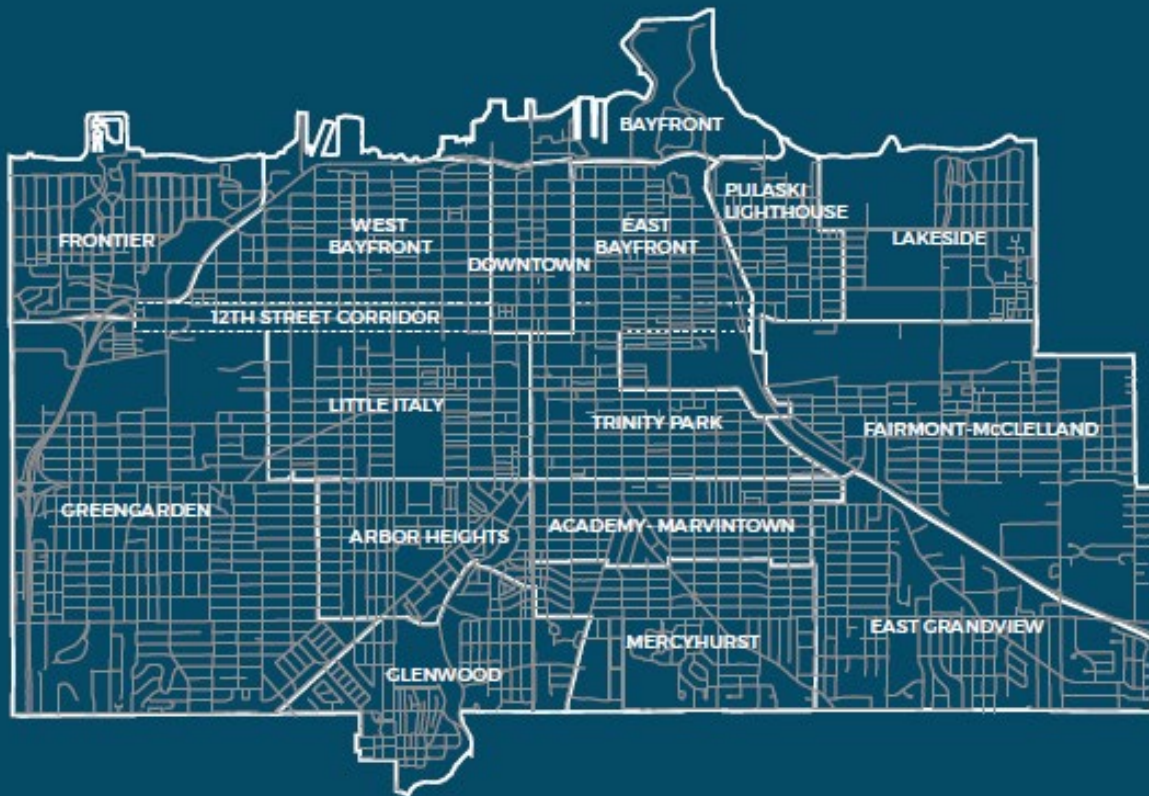 BAYFRONT
PULASKI
LIGHTHOUSE
WEST
BAYFRONT
EAST
BAYFRONT
FRONTIER
LAKESIDE
DOWNTOWN
12TH STREET CORRIDOR
LITTLE ITALY
TRINITY PARK
FAIRMONT-McCLELLAND
GREENGARDEN
ARBOR HEIGHTS
ACADEMY- MARVINTOWN
EAST GRANDVIEW
MERCYHURST
GLENWOOD